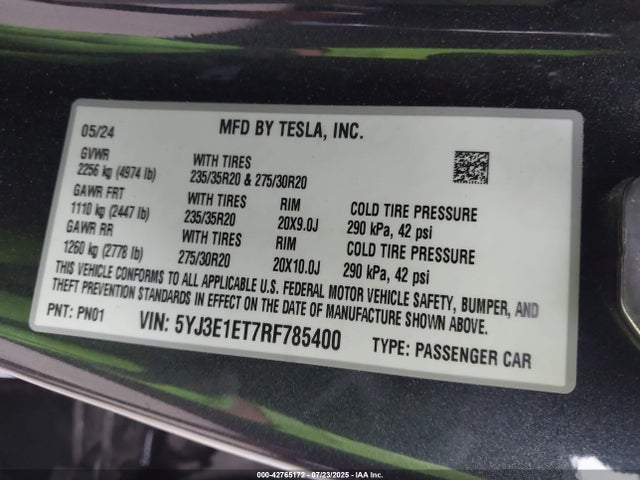 05/24 MFD BY TESLA, INC.
GVWR WITH TIRES
2256 kg (4974 lb) 235/35R20 & 275/30R20
GAWR FRT WITH TIRES RIM COLD TIRE PRESSURE
1110 kg (2447 lb) 235/35R20 20X9.0J 290 kPa, 42 psi
GAWR RR WITH TIRES RIM COLD TIRE PRESSURE
1260 kg (2778 lb) 275/30R20 20X10.0J 290 kPa, 42 psi
THIS VEHICLE CONFORMS TO ALL APPLICABLE U.S. FEDERAL MOTOR VEHICLE SAFETY, BUMPER, AND
THEFT PREVENTION STANDARDS IN EFFECT ON THE DATE OF MANUFACTURE SHOWN ABOVE.
PNT: PN01 VIN: 5YJ3E1ET7RF785400 TYPE: PASSENGER CAR
000-42765172 - 07/23/2025 - IAA Inc.